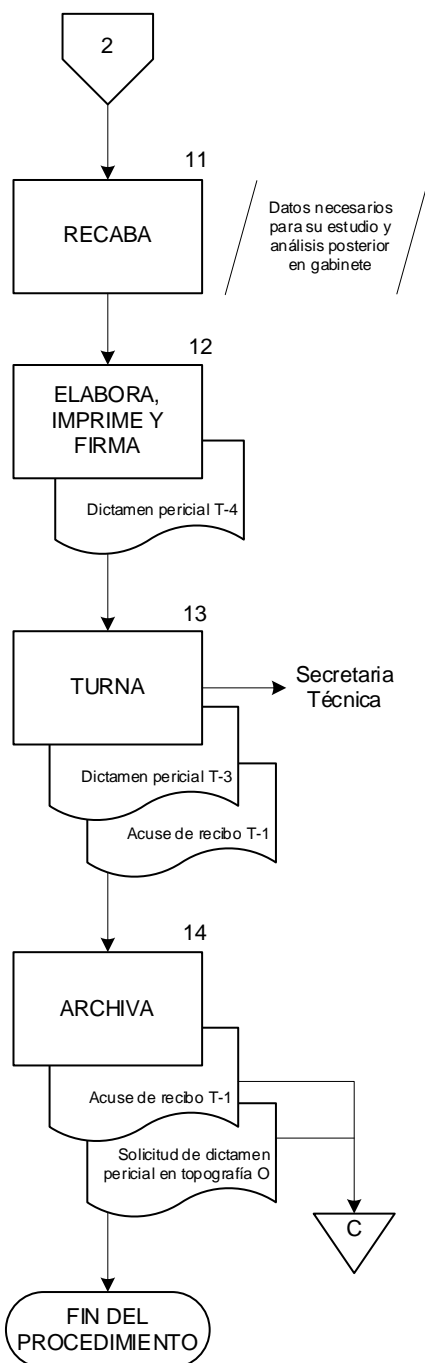 2
11
RECABA
Datos necesarios
para su estudio y
análisis posterior
en gabinete
12
ELABORA,
IMPRIME Y
FIRMA
Dictamen pericial T-4
13
TURNA
Secretaria
Técnica
Dictamen pericial T-3
Acuse de recibo T-1
14
ARCHIVA
Acuse de recibo T-1
Solicitud de dictamen
pericial en topografía O
C
FIN DEL
PROCEDIMIENTO